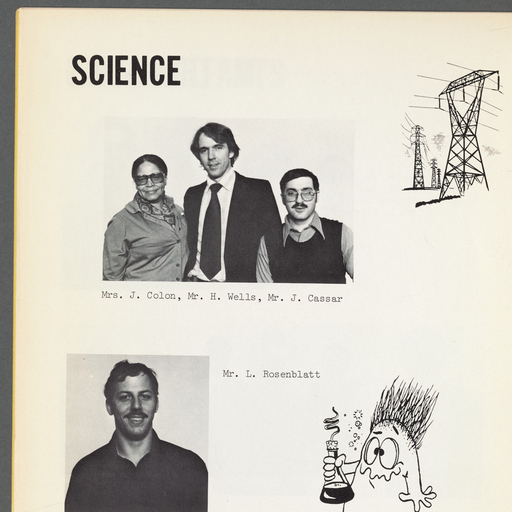 SCIENCE
Mrs. J. Colon, Mr. H. Wells, Mr. J. Cassar
Mr. L. Rosenblatt